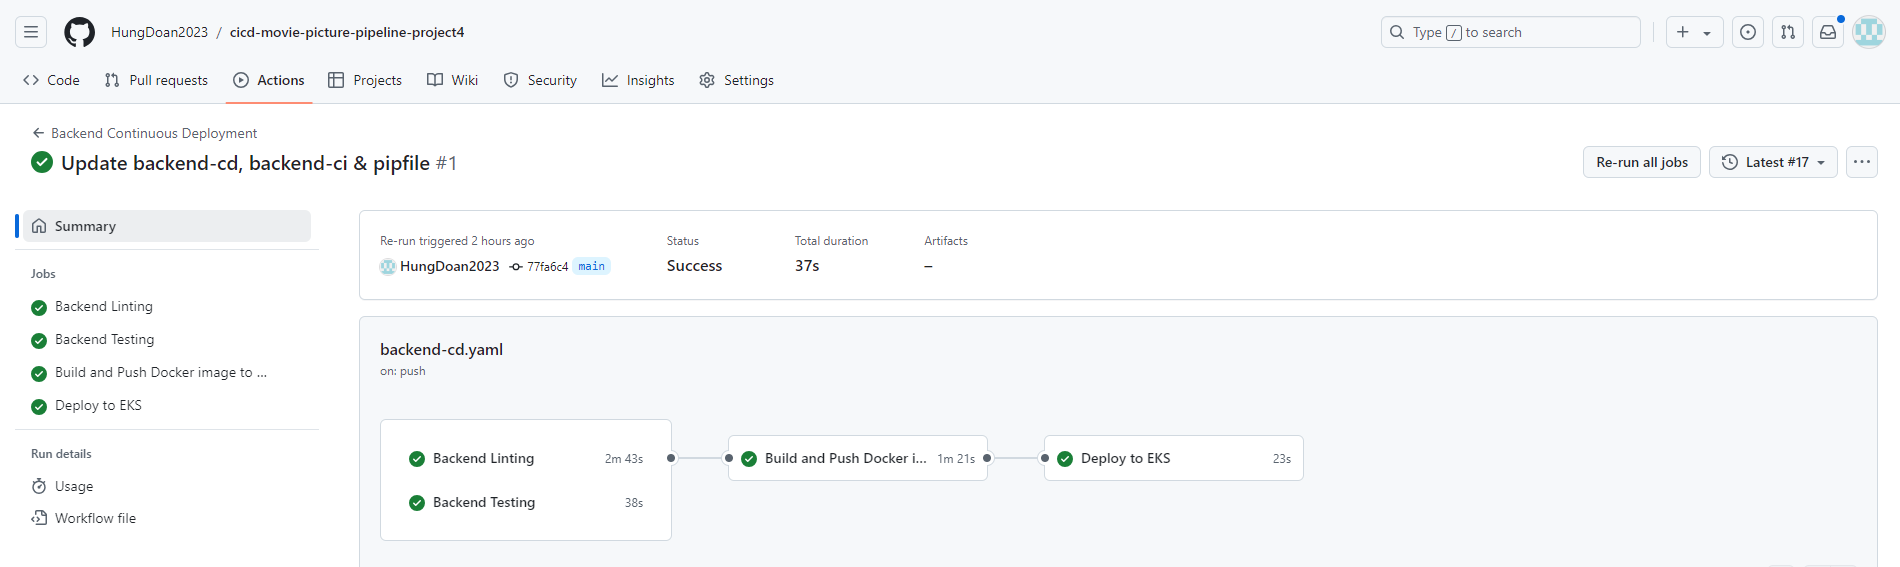 HungDoan2023 / cicd-movie-picture-pipeline-project4
Type / to search
Code Pull requests Actions Projects Wiki Security Insights Settings
Backend Continuous Deployment
Update backend-cd, backend-ci & pipfile #1
Re-run all jobs Latest #17
Summary
Jobs
Backend Linting
Backend Testing
Build and Push Docker image to ...
Deploy to EKS
Run details
Usage
Workflow file
Re-run triggered 2 hours ago
HungDoan2023 77fa6c4 main
Status
Success
Total duration
37s
Artifacts
–
backend-cd.yaml
on: push
Backend Linting 2m 43s
Backend Testing 38s
Build and Push Docker i... 1m 21s
Deploy to EKS 23s